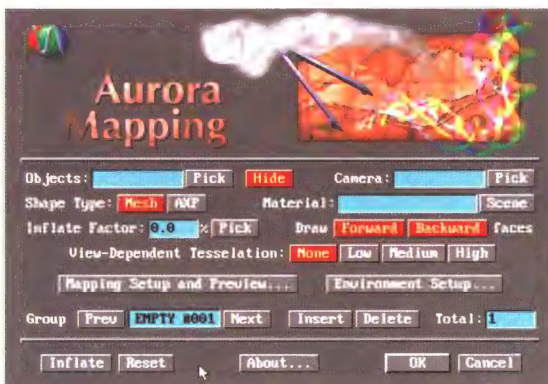 Aurora
Mapping
Objects: Pick Hide Camera: Pick
Shape Type: Mesh AXP Material: Scene
Inflate Factor: 0.0 % Pick Draw Forward Backward faces
View-Dependent Tesselation: None Low Medium High
Mapping Setup and Preview... Environment Setup...
Group Prev EMPTY #001 Next Insert Delete Total: 1
Inflate Reset About... OK Cancel